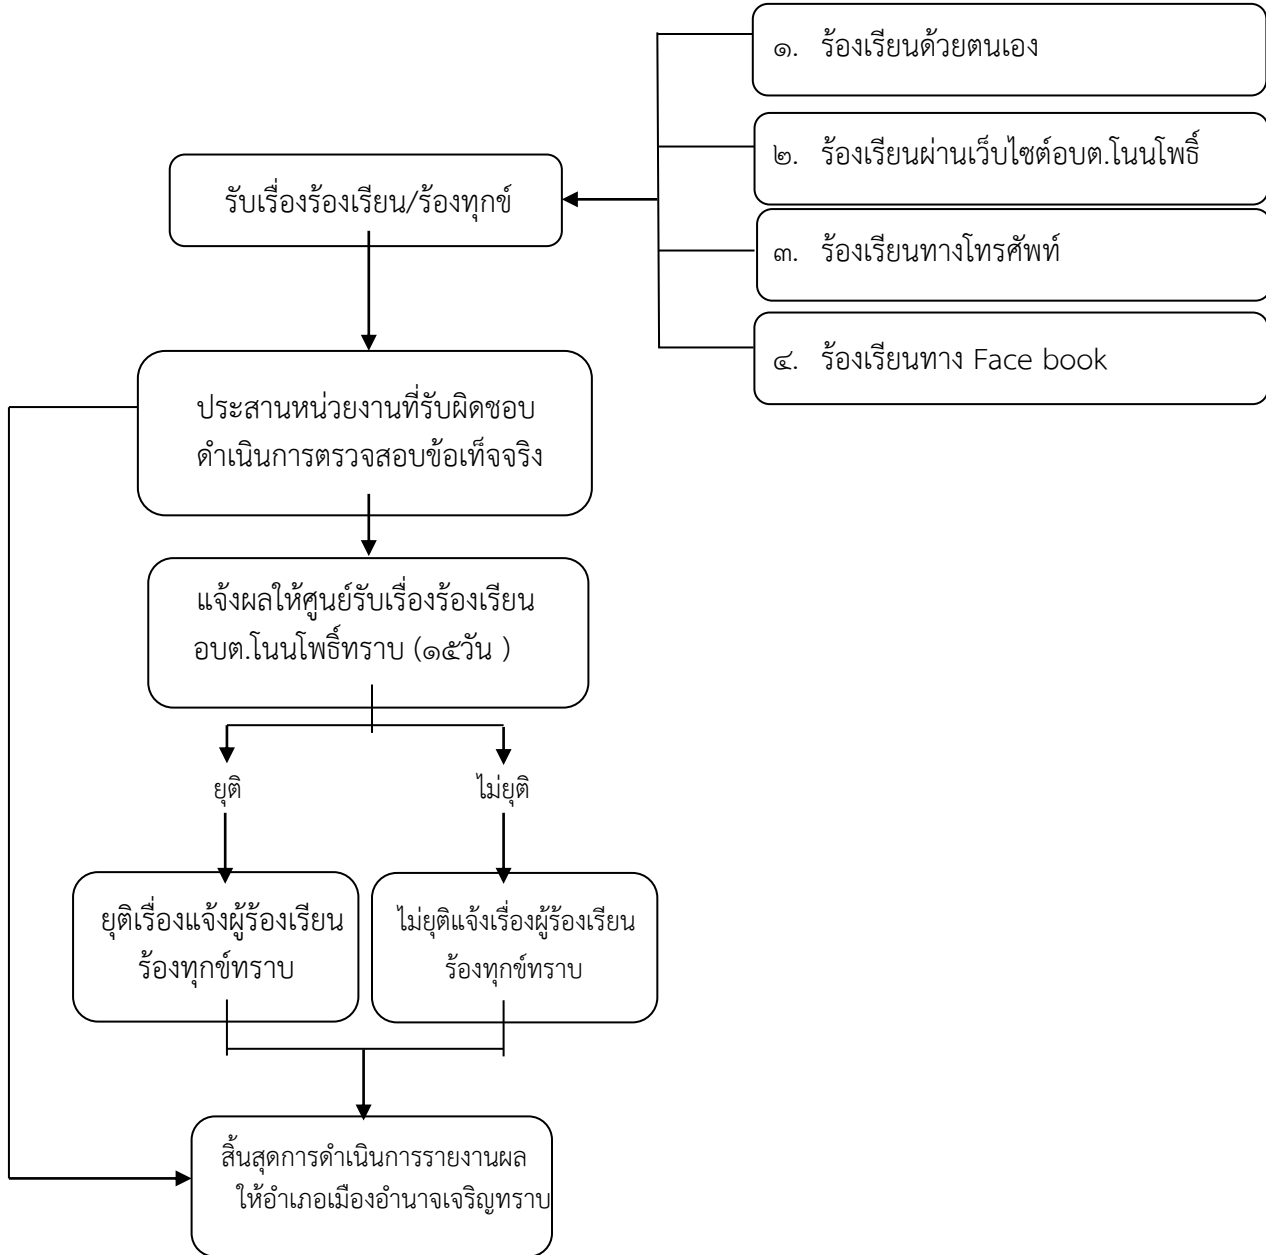 ๑. ร้องเรียนด้วยตนเอง
๒. ร้องเรียนผ่านเว็บไซต์อบต.โนนโพธิ์
๓. ร้องเรียนทางโทรศัพท์
๔. ร้องเรียนทาง Face book
รับเรื่องร้องเรียน/ร้องทุกข์
ประสานหน่วยงานที่รับผิดชอบ
ดำเนินการตรวจสอบข้อเท็จจริง
แจ้งผลให้ศูนย์รับเรื่องร้องเรียน
อบต.โนนโพธิ์ทราบ (๑๕วัน )
ยุติ
ไม่ยุติ
ยุติเรื่องแจ้งผู้ร้องเรียน
ร้องทุกข์ทราบ
ไม่ยุติแจ้งเรื่องผู้ร้องเรียน
ร้องทุกข์ทราบ
สิ้นสุดการดำเนินการรายงานผล
ให้อำเภอเมืองอำนาจเจริญทราบ